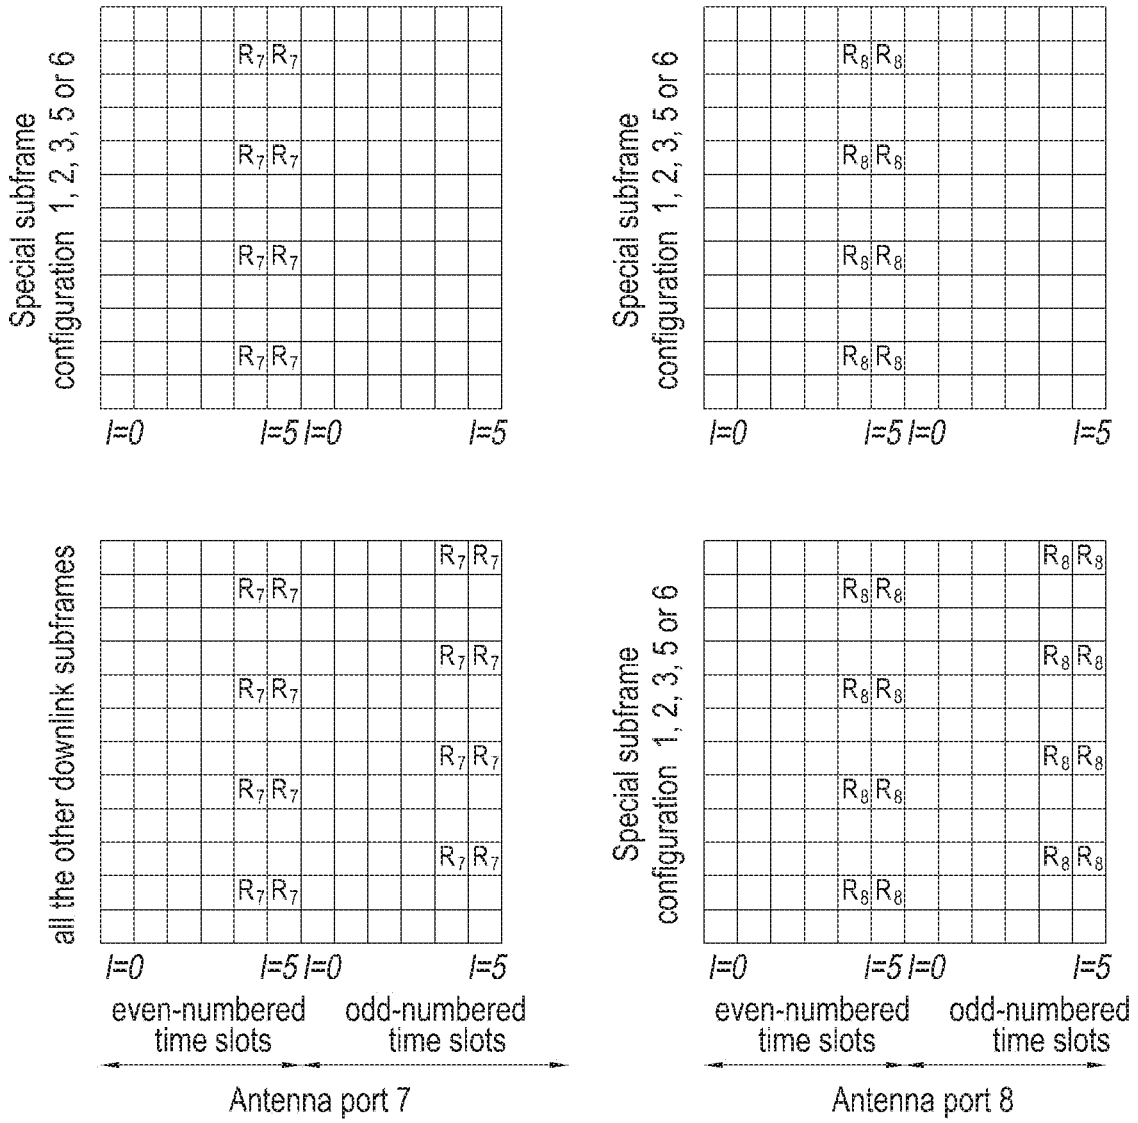 Special subframe
configuration 1, 2, 3, 5 or 6
R7 R7
R7 R7
R7 R7
R7 R7
l=0 l=5 l=0 l=5
Special subframe
configuration 1, 2, 3, 5 or 6
R8 R8
R8 R8
R8 R8
R8 R8
l=0 l=5 l=0 l=5
all the other downlink subframes
R7 R7
R7 R7
R7 R7
R7 R7
R7 R7
R7 R7
R7 R7
R7 R7
l=0 l=5 l=0 l=5
even-numbered odd-numbered
time slots time slots
Antenna port 7
Special subframe
configuration 1, 2, 3, 5 or 6
R8 R8
R8 R8
R8 R8
R8 R8
R8 R8
R8 R8
R8 R8
R8 R8
l=0 l=5 l=0 l=5
even-numbered odd-numbered
time slots time slots
Antenna port 8